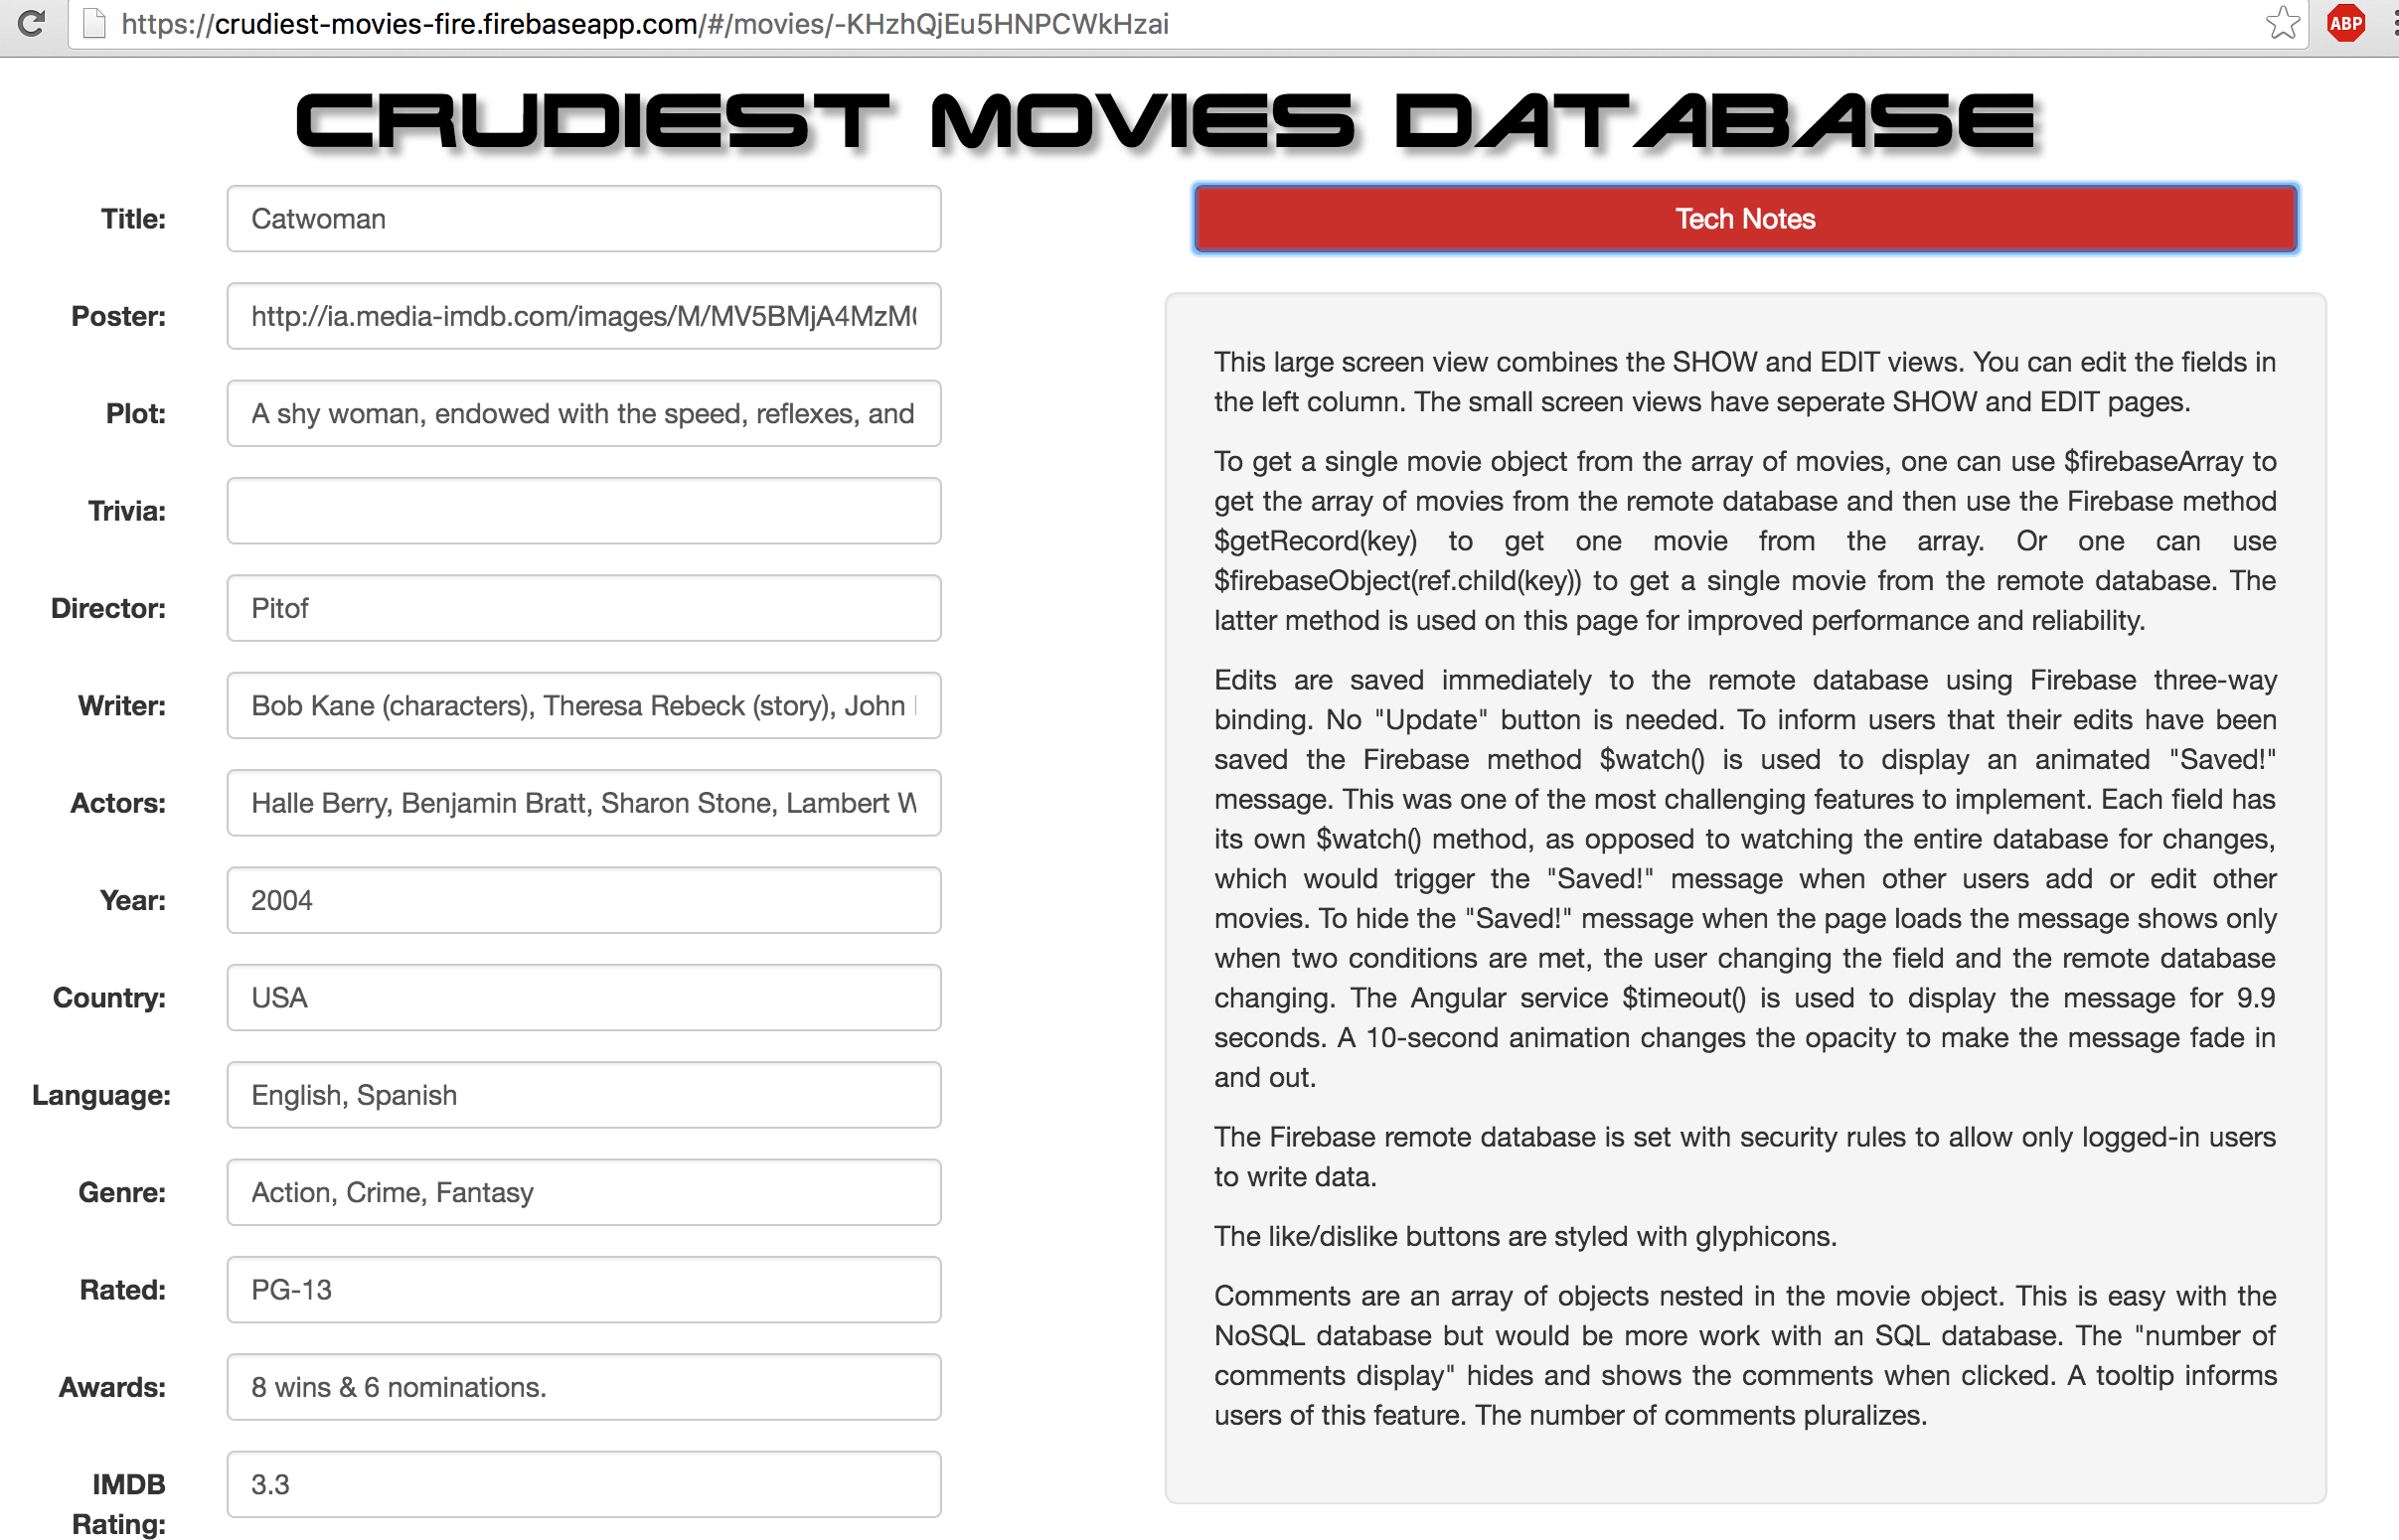 https://crudiest-movies-fire.firebaseapp.com/#/movies/-KHzhQjEu5HNPCWkHzai
ABP
CRUDIEST MOVIES DATABASE
Title: Catwoman
Poster: http://ia.media-imdb.com/images/M/MV5BMjA4MzM
Plot: A shy woman, endowed with the speed, reflexes, and
Trivia:
Director: Pitof
Writer: Bob Kane (characters), Theresa Rebeck (story), John
Actors: Halle Berry, Benjamin Bratt, Sharon Stone, Lambert W
Year: 2004
Country: USA
Language: English, Spanish
Genre: Action, Crime, Fantasy
Rated: PG-13
Awards: 8 wins & 6 nominations.
IMDB
Rating: 3.3
Tech Notes
This large screen view combines the SHOW and EDIT views. You can edit the fields in
the left column. The small screen views have seperate SHOW and EDIT pages.
To get a single movie object from the array of movies, one can use $firebaseArray to
get the array of movies from the remote database and then use the Firebase method
$getRecord(key) to get one movie from the array. Or one can use
$firebaseObject(ref.child(key)) to get a single movie from the remote database. The
latter method is used on this page for improved performance and reliability.
Edits are saved immediately to the remote database using Firebase three-way
binding. No "Update" button is needed. To inform users that their edits have been
saved the Firebase method $watch() is used to display an animated "Saved!"
message. This was one of the most challenging features to implement. Each field has
its own $watch() method, as opposed to watching the entire database for changes,
which would trigger the "Saved!" message when other users add or edit other
movies. To hide the "Saved!" message when the page loads the message shows only
when two conditions are met, the user changing the field and the remote database
changing. The Angular service $timeout() is used to display the message for 9.9
seconds. A 10-second animation changes the opacity to make the message fade in
and out.
The Firebase remote database is set with security rules to allow only logged-in users
to write data.
The like/dislike buttons are styled with glyphicons.
Comments are an array of objects nested in the movie object. This is easy with the
NoSQL database but would be more work with an SQL database. The "number of
comments display" hides and shows the comments when clicked. A tooltip informs
users of this feature. The number of comments pluralizes.